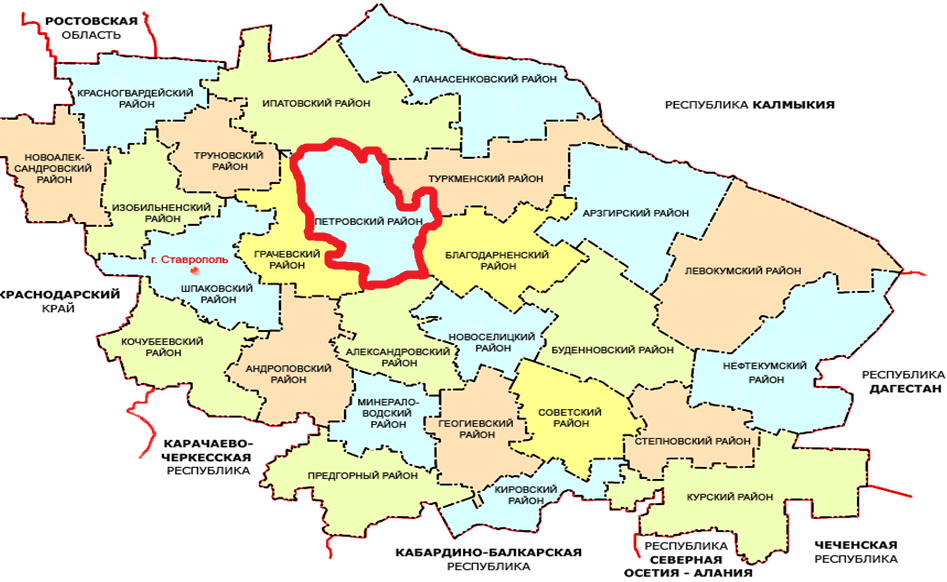 РОСТОВСКАЯ
ОБЛАСТЬ
АПАНАСЕНКОВСКИЙ РАЙОН
КРАСНОГВАРДЕЙСКИЙ
РАЙОН
ИПАТОВСКИЙ РАЙОН
РЕСПУБЛИКА КАЛМЫКИЯ
НОВОАЛЕК-
САНДРОВСКИЙ
РАЙОН
ТРУНОВСКИЙ
РАЙОН
ТУРКМЕНСКИЙ РАЙОН
ИЗОБИЛЬНЕНСКИЙ
РАЙОН
ПЕТРОВСКИЙ РАЙОН
АРЗГИРСКИЙ РАЙОН
г. Ставрополь
ГРАЧЕВСКИЙ
РАЙОН
БЛАГОДАРНЕНСКИЙ
РАЙОН
ЛЕВОКУМСКИЙ РАЙОН
ШПАКОВСКИЙ
РАЙОН
КРАСНОДАРСКИЙ
КРАЙ
КОЧУБЕЕВСКИЙ
РАЙОН
НОВОСЕЛИЦКИЙ
РАЙОН
АЛЕКСАНДРОВСКИЙ
РАЙОН
БУДЕННОВСКИЙ РАЙОН
АНДРОПОВСКИЙ
РАЙОН
НЕФТЕКУМСКИЙ
РАЙОН
РЕСПУБЛИКА
ДАГЕСТАН
МИНЕРАЛО-
ВОДСКИЙ
РАЙОН
ГЕОГИЕВСКИЙ
РАЙОН
СОВЕТСКИЙ
РАЙОН
СТЕПНОВСКИЙ РАЙОН
КАРАЧАЕВО-
ЧЕРКЕССКАЯ
РЕСПУБЛИКА
ПРЕДГОРНЫЙ РАЙОН
КИРОВСКИЙ
РАЙОН
КУРСКИЙ РАЙОН
КАБАРДИНО-БАЛКАРСКАЯ
РЕСПУБЛИКА
РЕСПУБЛИКА
СЕВЕРНАЯ
ОСЕТИЯ - АЛАНИЯ
ЧЕЧЕНСКАЯ
РЕСПУБЛИКА